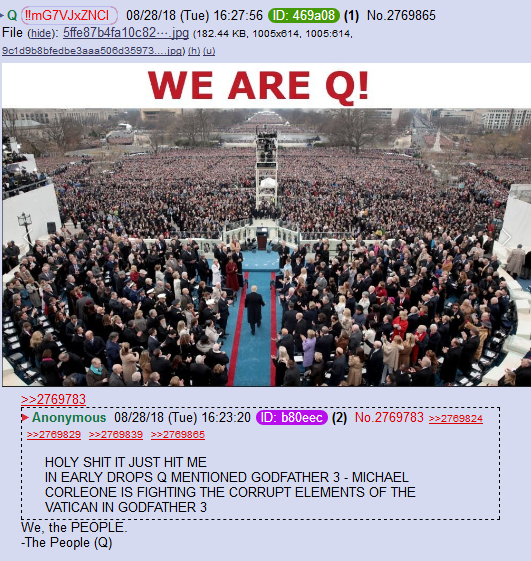 Q !!mG7VJxZNCI 08/28/18 (Tue) 16:27:56 ID: 469a08 (1) No.2769865
File (hide): 5ffe87b4fa10c82⋯.jpg (182.44 KB, 1005x614, 1005:614,
9c1d9b8bfedbe3aaa506d35973….jpg) (h) (u)
WE ARE Q!
>>2769783
Anonymous 08/28/18 (Tue) 16:23:20 ID: b80eec (2) No.2769783 >>2769824
>>2769829 >>2769839 >>2769865
HOLY SHIT IT JUST HIT ME
IN EARLY DROPS Q MENTIONED GODFATHER 3 - MICHAEL
CORLEONE IS FIGHTING THE CORRUPT ELEMENTS OF THE
VATICAN IN GODFATHER 3
We, the PEOPLE.
-The People (Q)